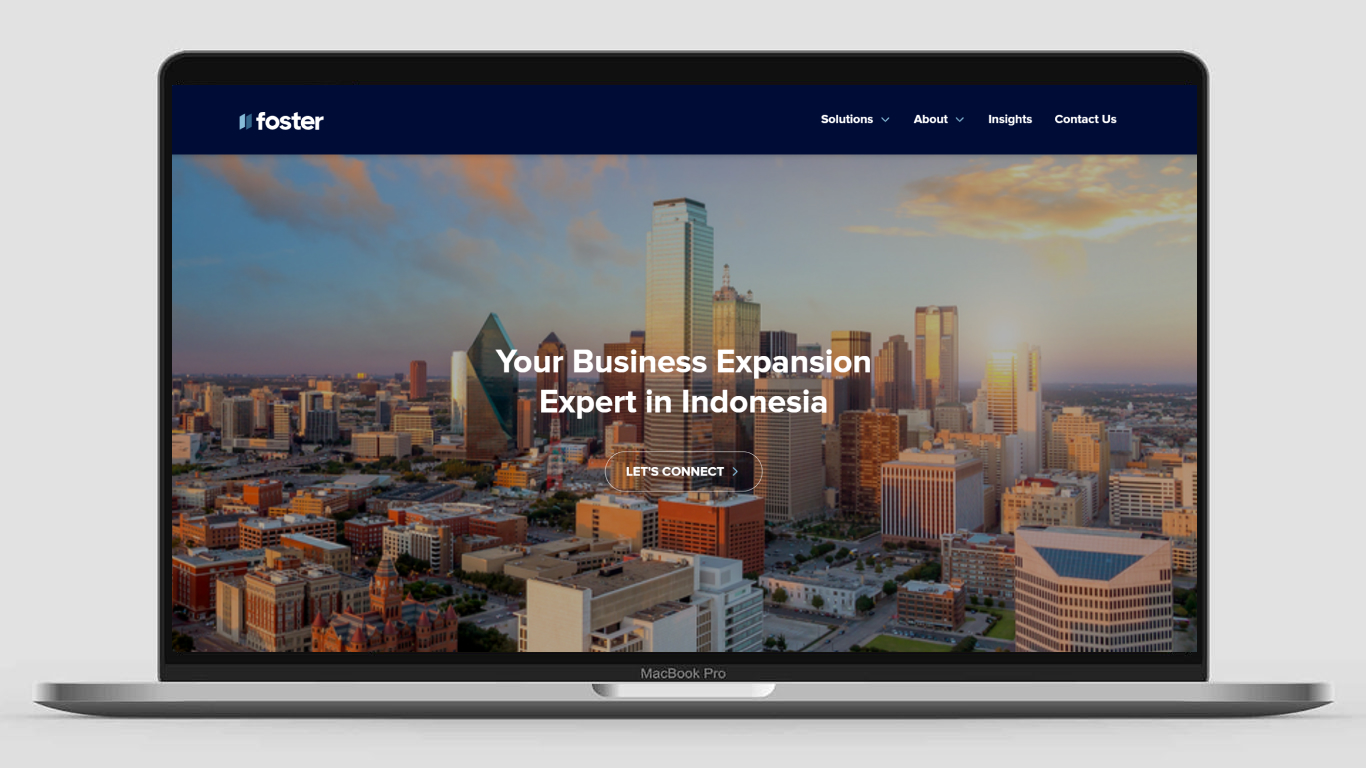 foster
Solutions
About
Insights
Contact Us
Your Business Expansion
Expert in Indonesia
LET'S CONNECT
MacBook Pro